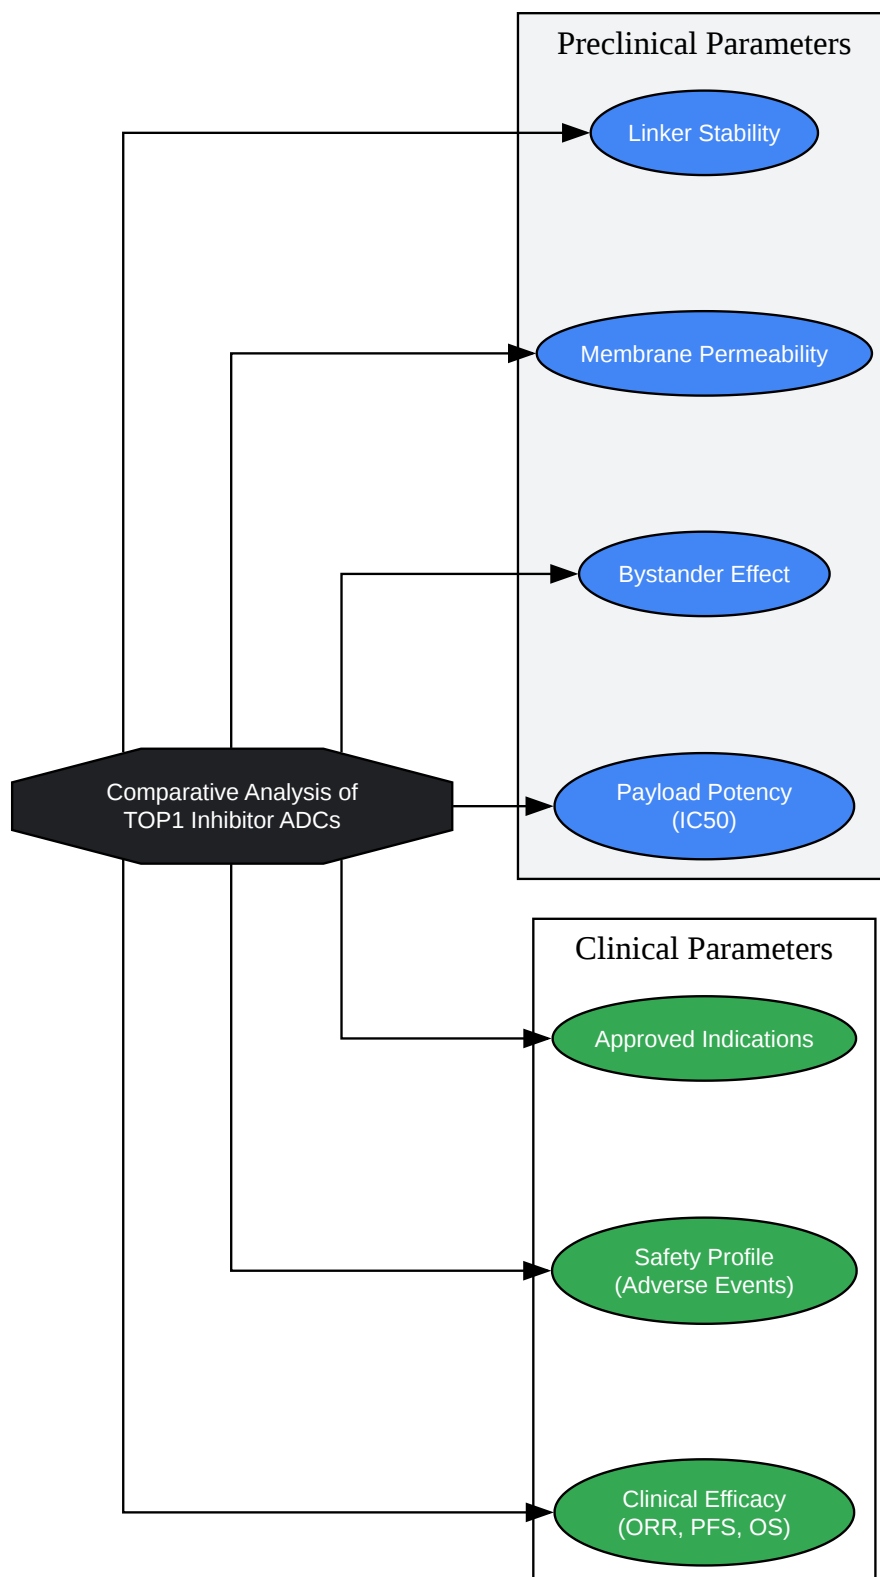 Preclinical Parameters
Linker Stability
Membrane Permeability
Bystander Effect
Comparative Analysis of
TOP1 Inhibitor ADCs
Payload Potency
(IC50)
Clinical Parameters
Approved Indications
Safety Profile
(Adverse Events)
Clinical Efficacy
(ORR, PFS, OS)